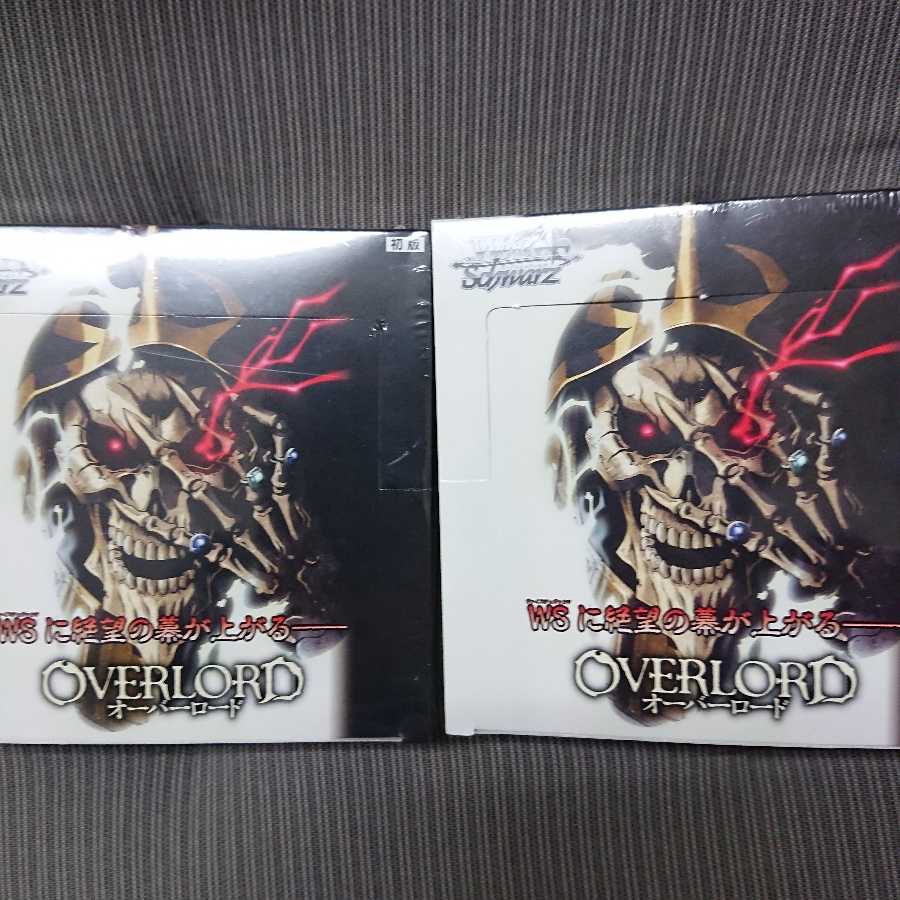 初版
WSに絶望の幕が上がる
OVERLORD
オーバーロード
Weiß
Schwarz
WSに絶望の幕が上がる
OVERLORD
オーバーロード